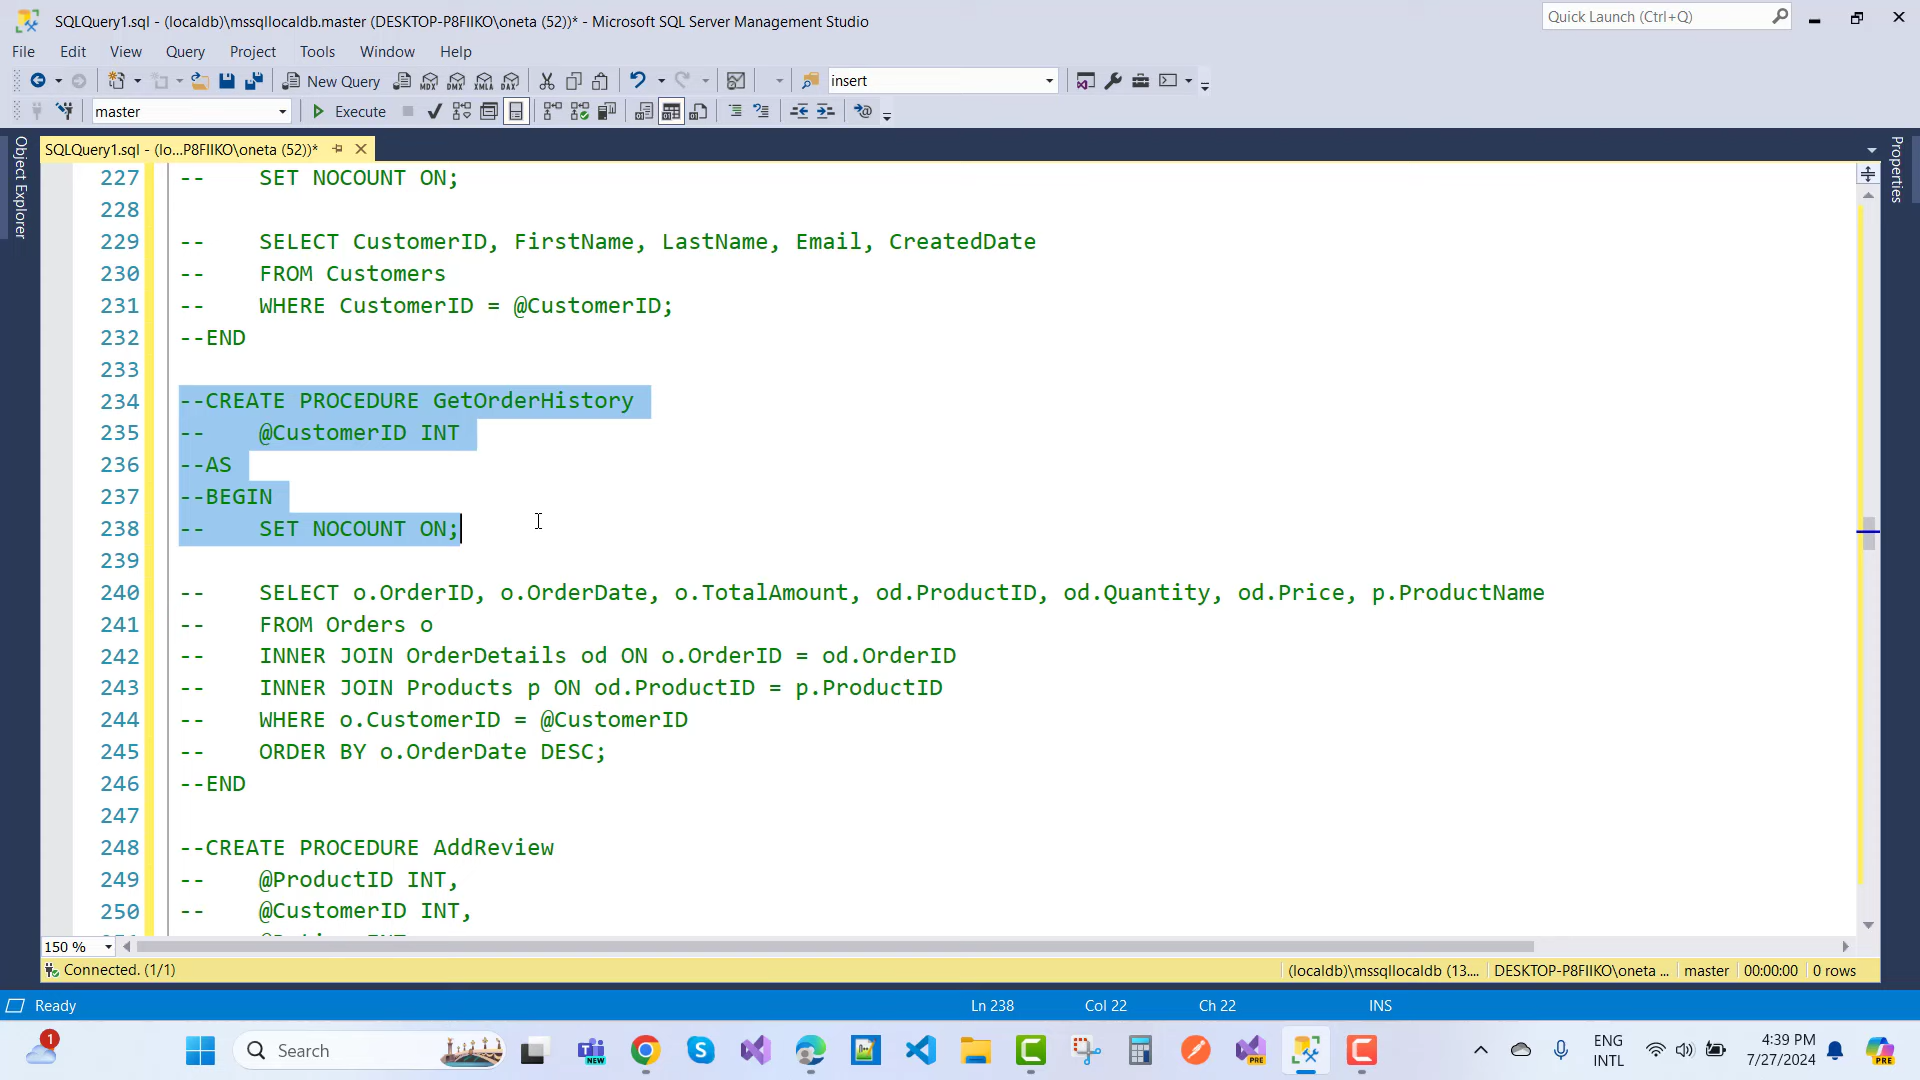 SQLQuery1.sql - (localdb)\mssqllocaldb.master (DESKTOP-P8FIIKO\oneta (52))* - Microsoft SQL Server Management Studio
Quick Launch (Ctrl+Q)
File Edit View Query Project Tools Window Help
New Query MDX DMX XMLA DAX insert
master Execute
SQLQuery1.sql - (lo...P8FIIKO\oneta (52))*
Object Explorer
Properties
227 -- SET NOCOUNT ON;
228
229 -- SELECT CustomerID, FirstName, LastName, Email, CreatedDate
230 -- FROM Customers
231 -- WHERE CustomerID = @CustomerID;
232 --END
233
234 --CREATE PROCEDURE GetOrderHistory
235 -- @CustomerID INT
236 --AS
237 --BEGIN
238 -- SET NOCOUNT ON;
239
240 -- SELECT o.OrderID, o.OrderDate, o.TotalAmount, od.ProductID, od.Quantity, od.Price, p.ProductName
241 -- FROM Orders o
242 -- INNER JOIN OrderDetails od ON o.OrderID = od.OrderID
243 -- INNER JOIN Products p ON od.ProductID = p.ProductID
244 -- WHERE o.CustomerID = @CustomerID
245 -- ORDER BY o.OrderDate DESC;
246 --END
247
248 --CREATE PROCEDURE AddReview
249 -- @ProductID INT,
250 -- @CustomerID INT,
150 %
Connected. (1/1) (localdb)\mssqllocaldb (13.... DESKTOP-P8FIIKO\oneta ... master 00:00:00 0 rows
Ready Ln 238 Col 22 Ch 22 INS
1 Search NEW PRE ENG INTL 4:39 PM 7/27/2024 PRE